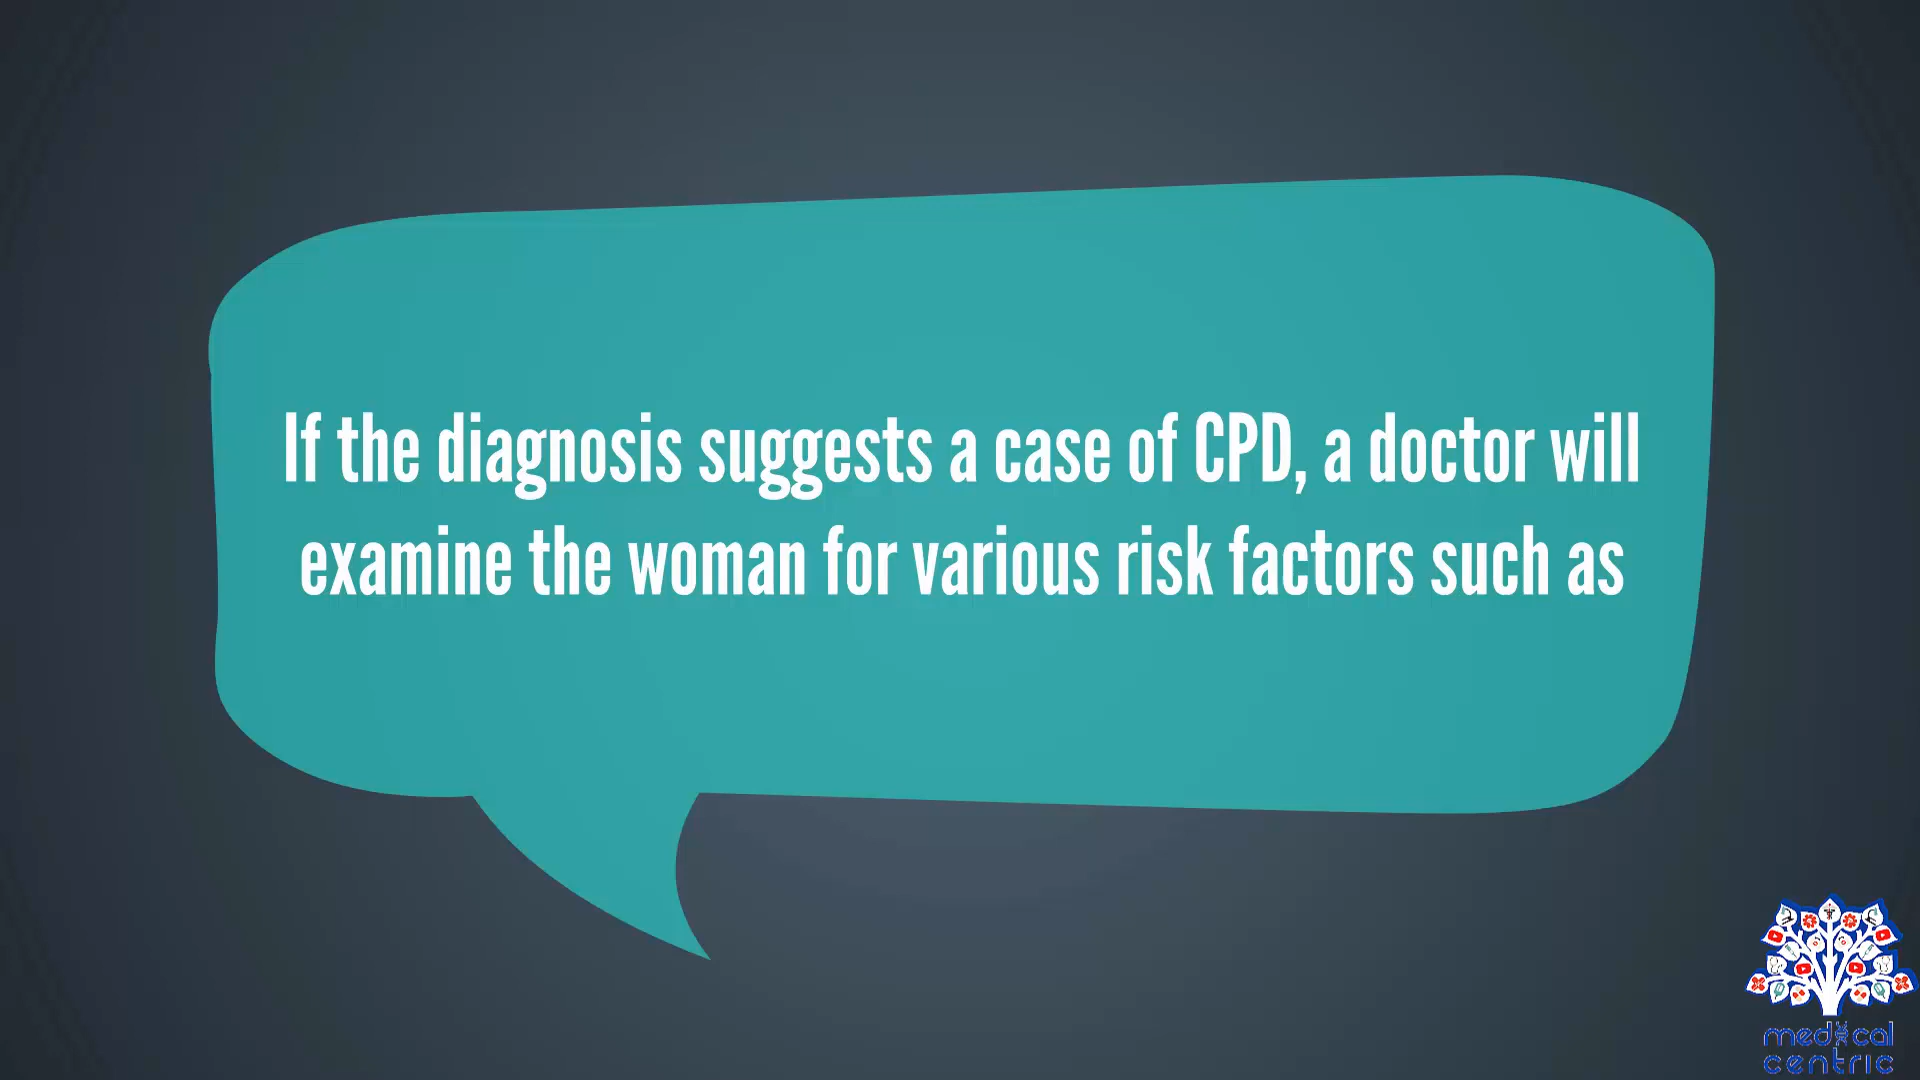 If the diagnosis suggests a case of CPD, a doctor will
examine the woman for various risk factors such as
medical
centric